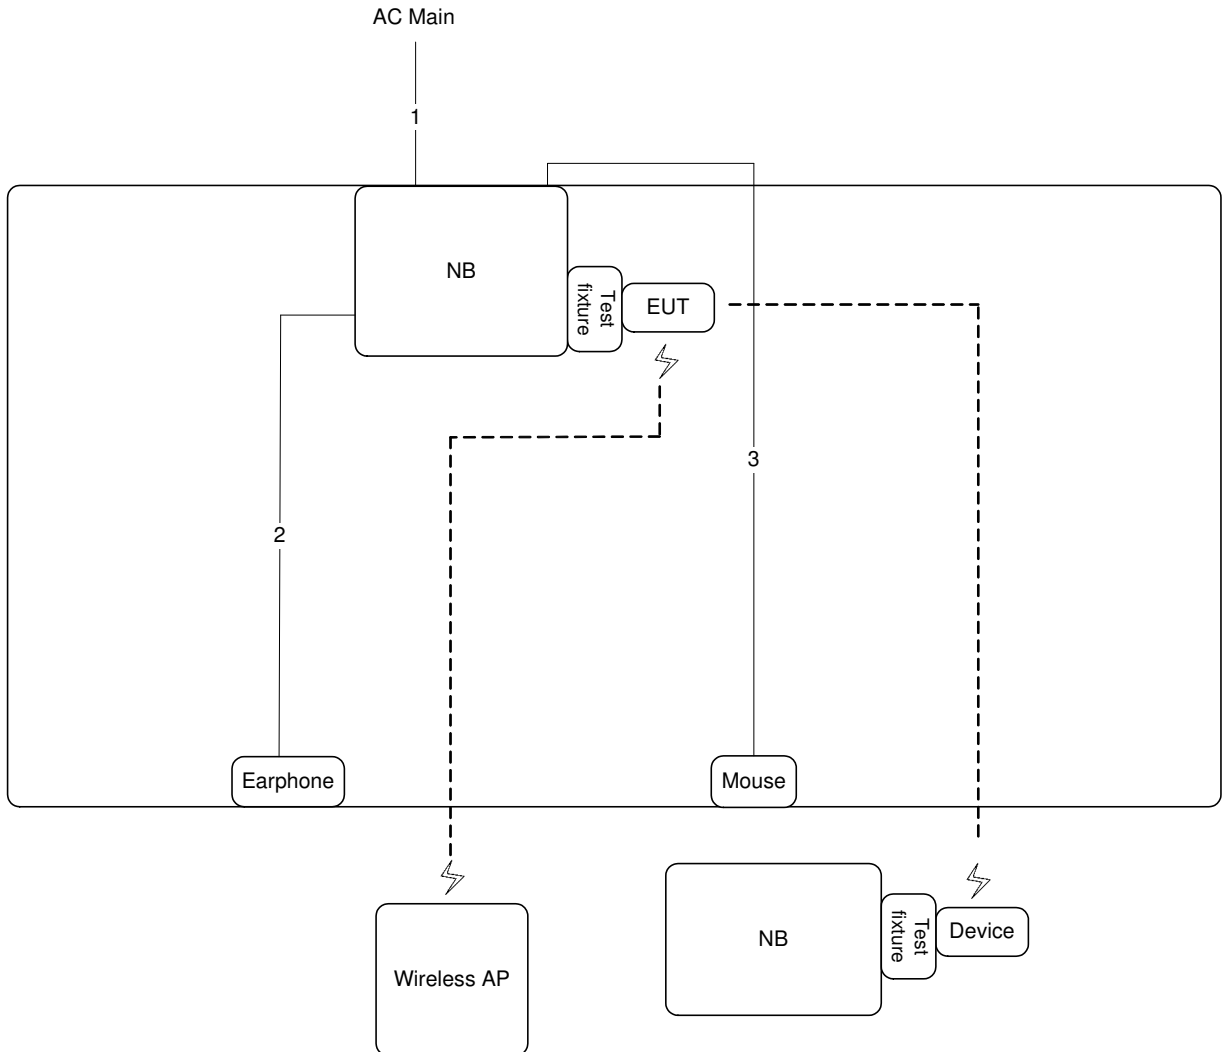 AC Main
1
NB
Test
fixture
EUT
3
2
Earphone
Mouse
NB
Test
fixture
Device
Wireless AP